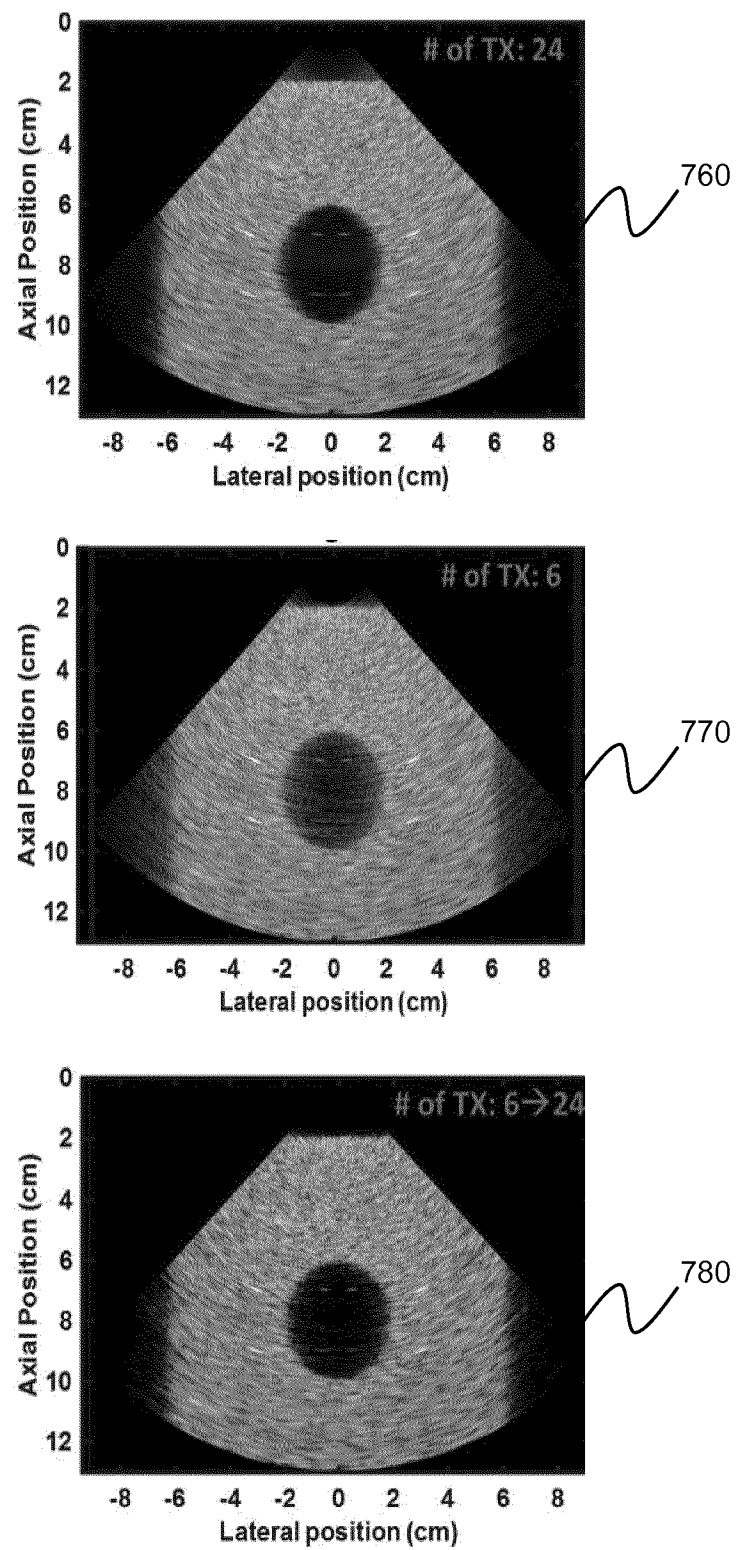 # of TX: 24
Axial Position (cm)
0
2
4
6
8
10
12
-8 -6 -4 -2 0 2 4 6 8
Lateral position (cm)
760
# of TX: 6
Axial Position (cm)
0
2
4
6
8
10
12
-8 -6 -4 -2 0 2 4 6 8
Lateral position (cm)
770
# of TX: 6→24
Axial Position (cm)
0
2
4
6
8
10
12
-8 -6 -4 -2 0 2 4 6 8
Lateral position (cm)
780